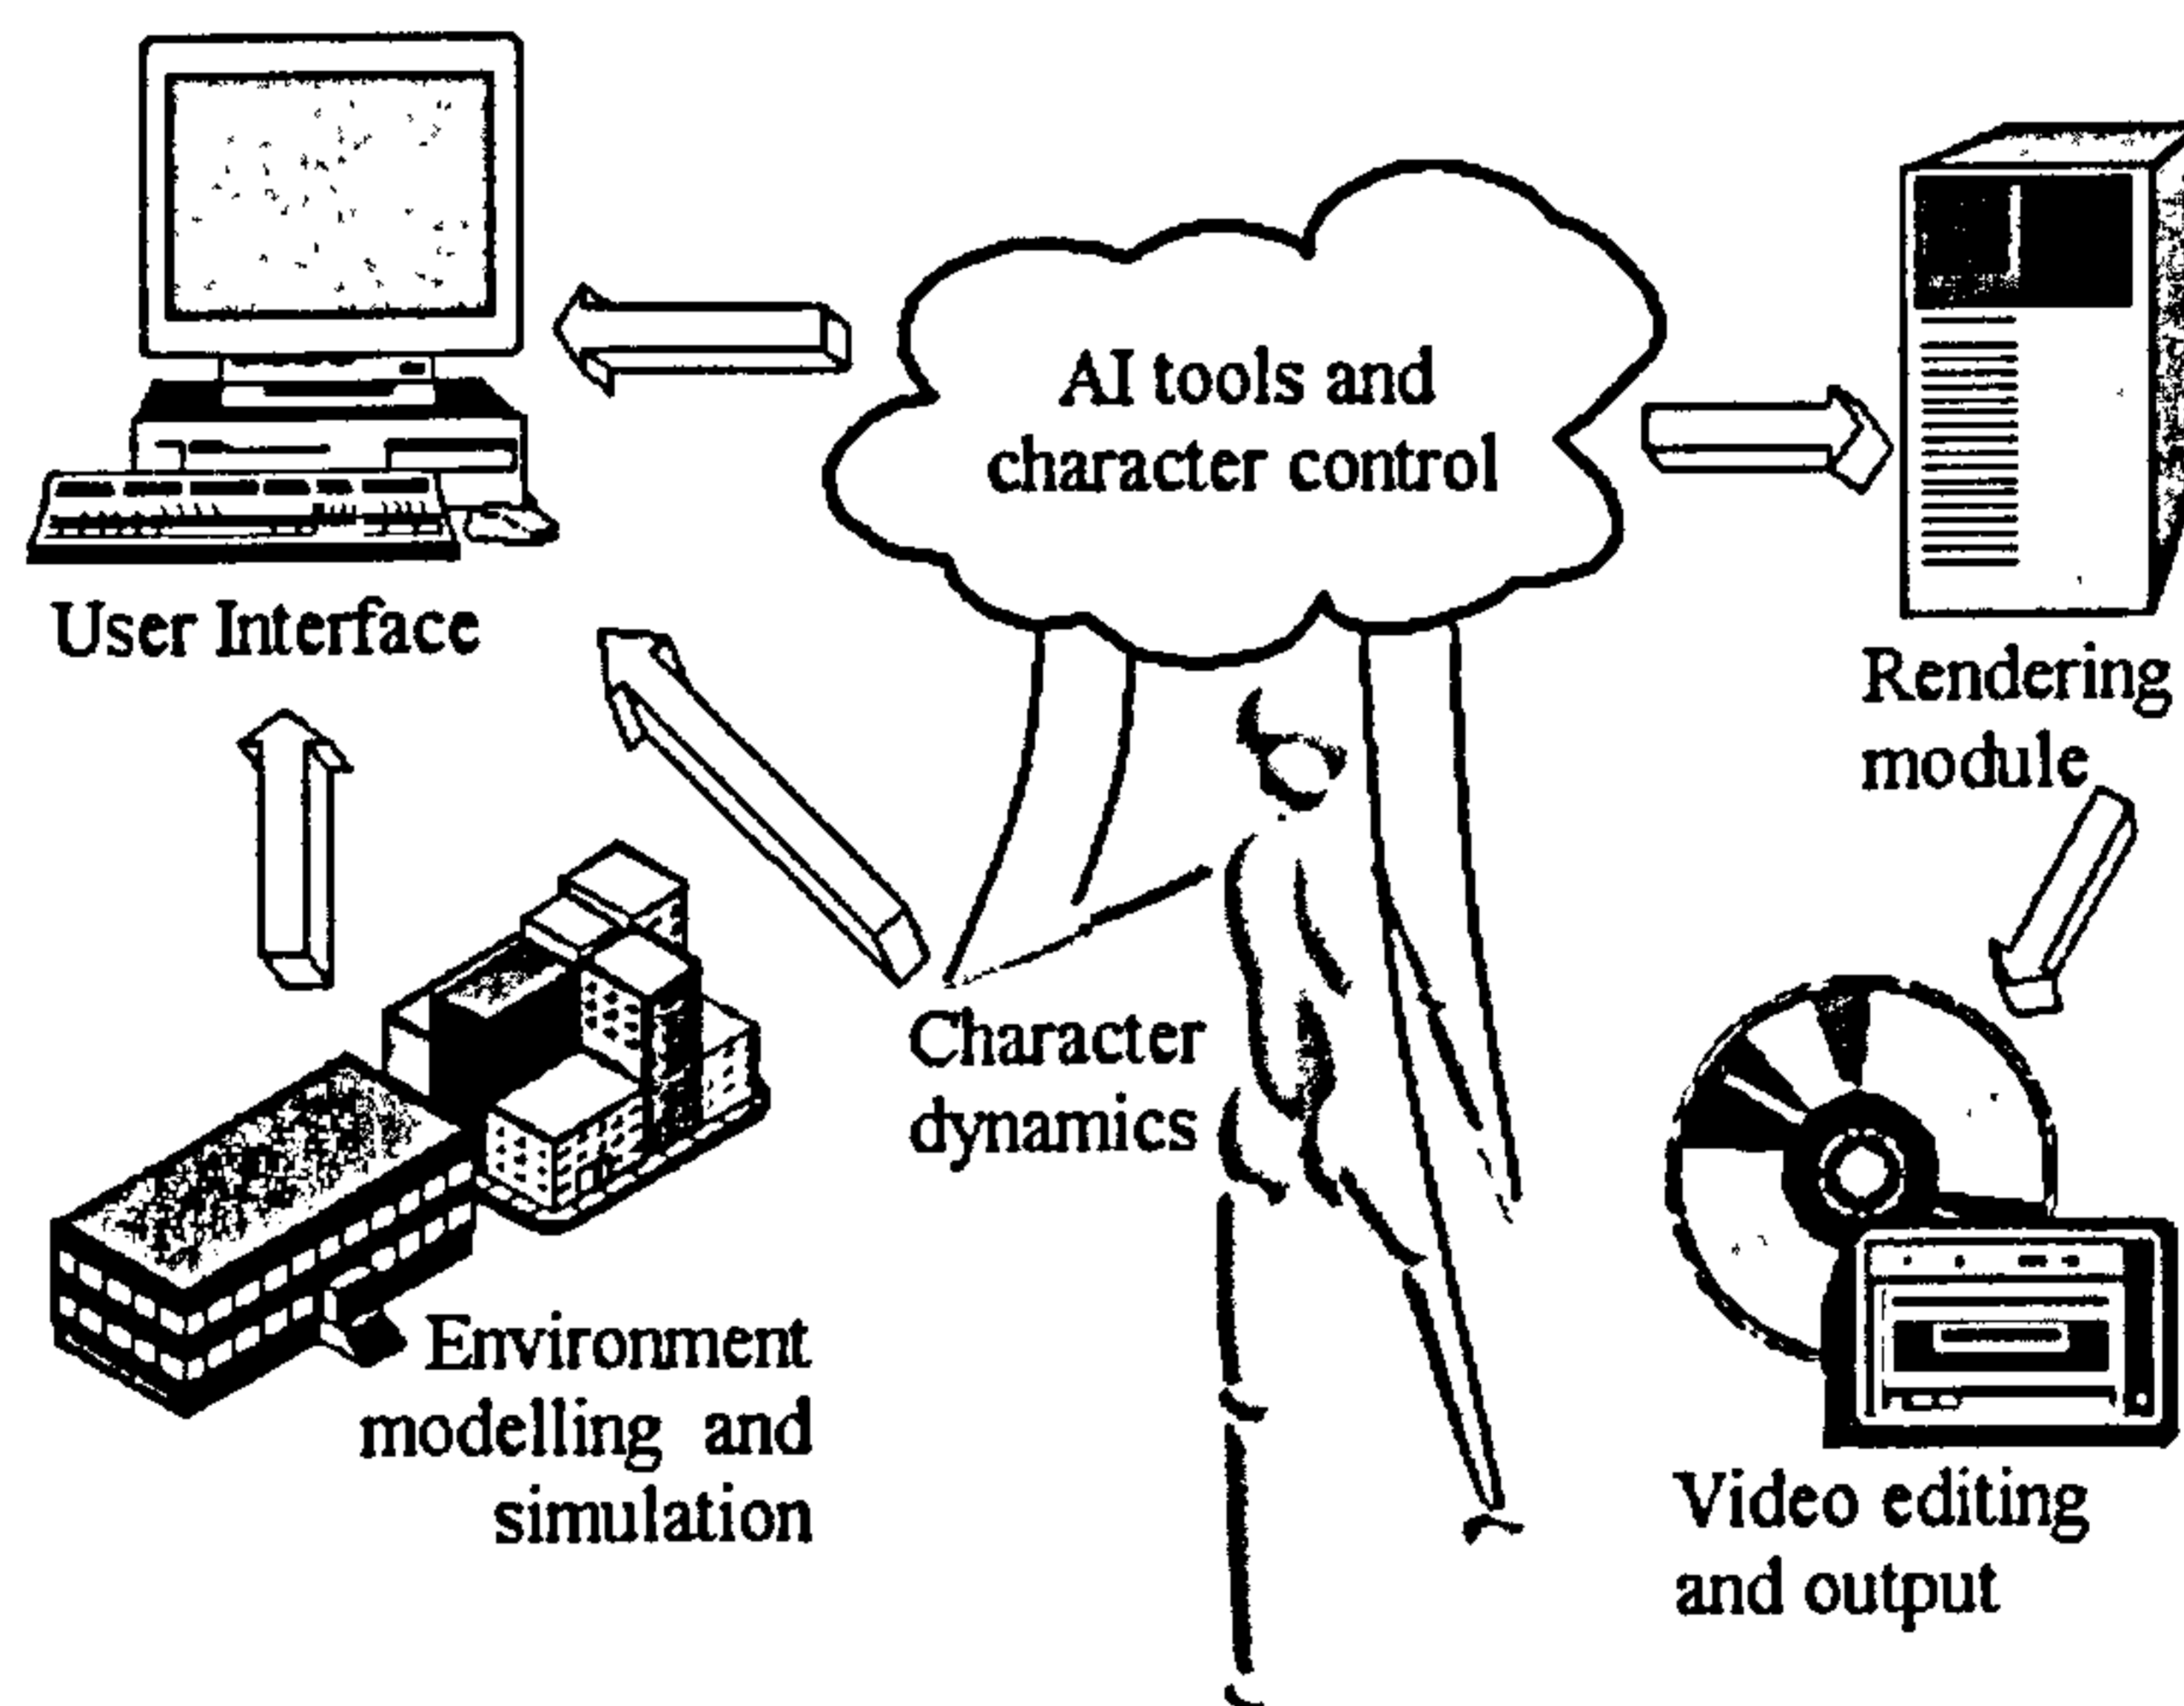 AI tools and
character control
User Interface
Rendering
module
Character
dynamics
Environment
modelling and
simulation
Video editing
and output